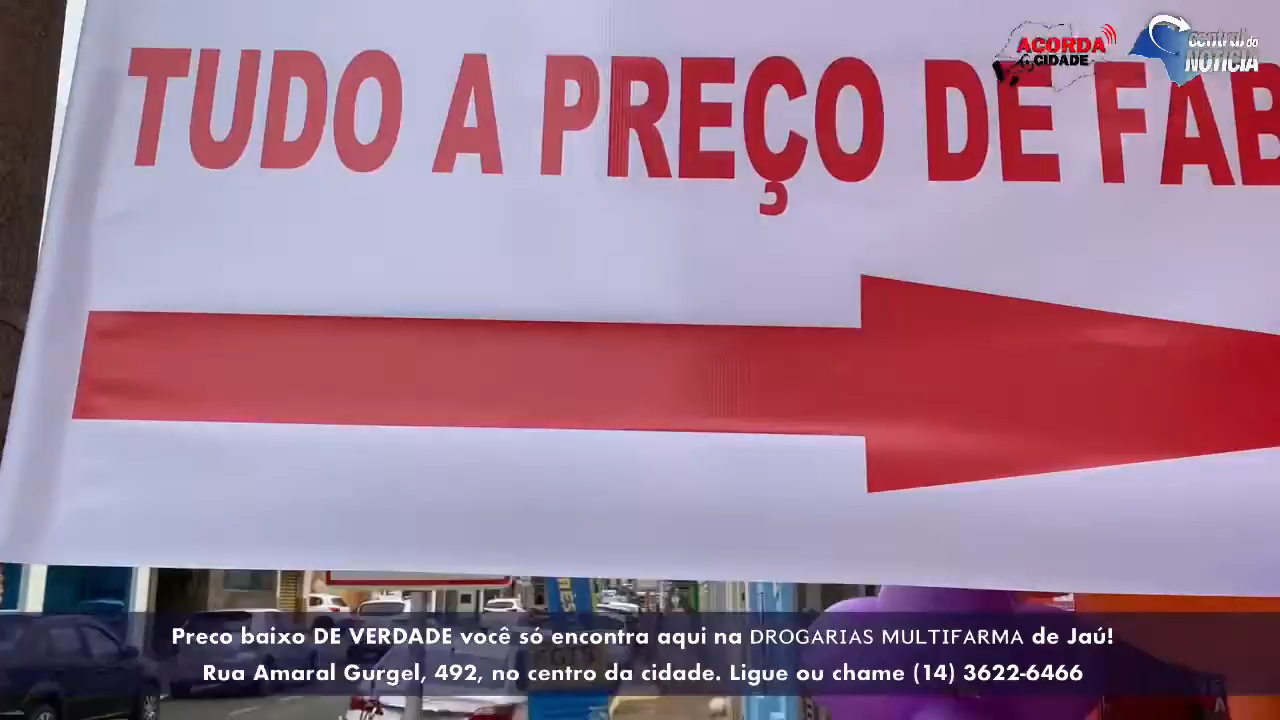 ACORDA
CIDADE
Central da
NOTÍCIA
TUDO A PREÇO DE FAB
Preco baixo DE VERDADE você só encontra aqui na DROGARIAS MULTIFARMA de Jaú!
Rua Amaral Gurgel, 492, no centro da cidade. Ligue ou chame (14) 3622-6466